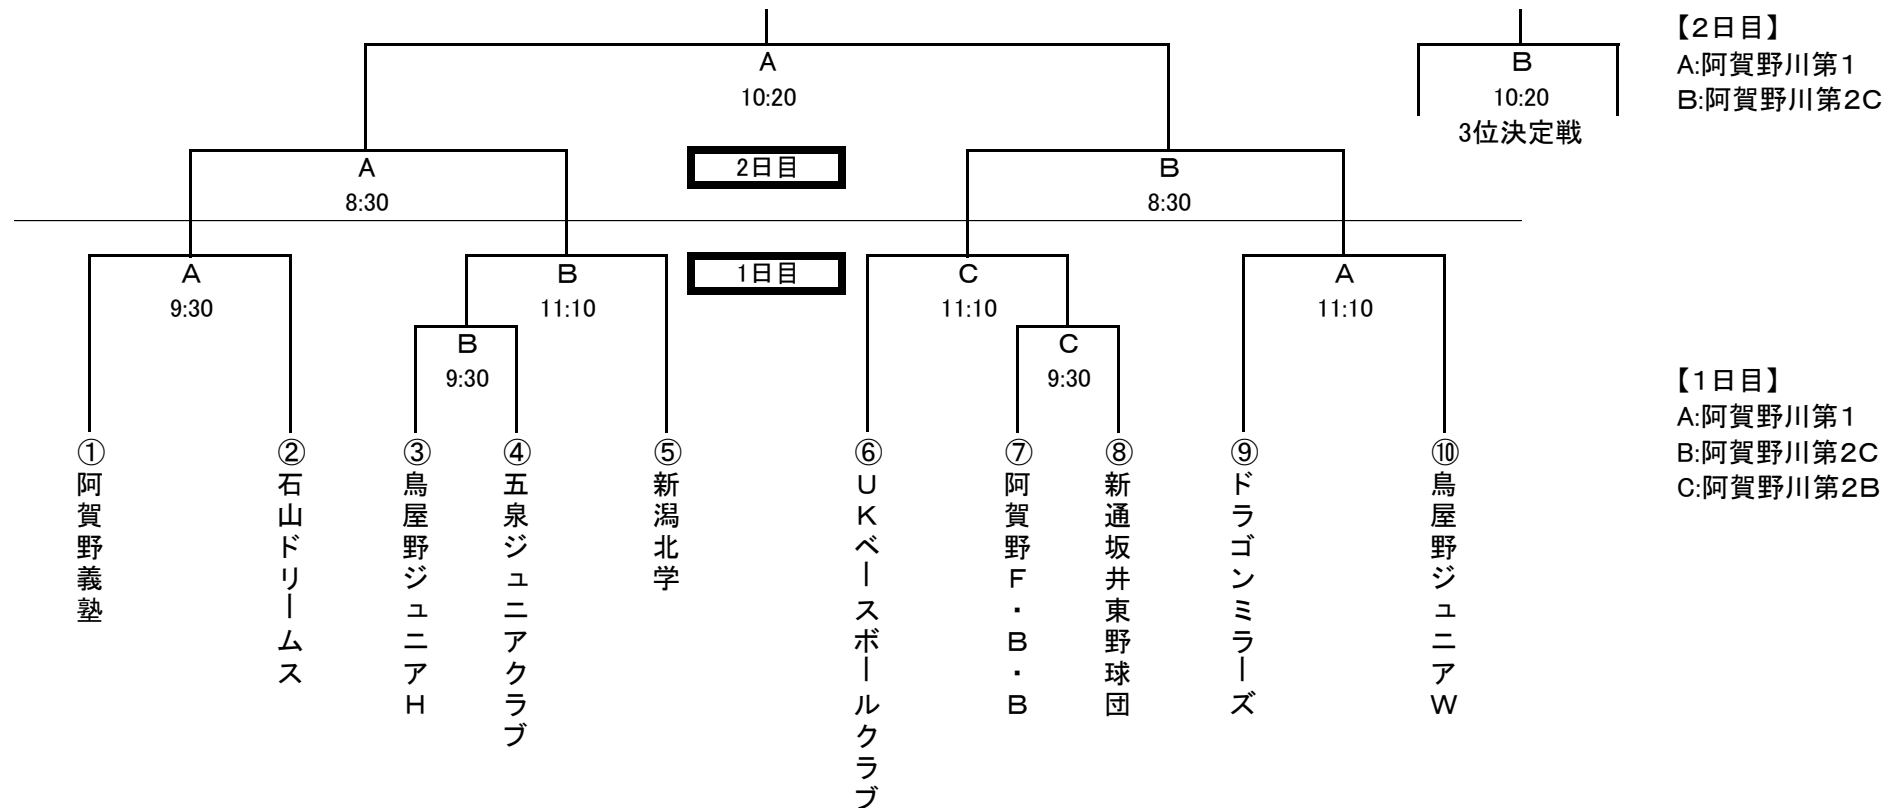 A
10:20
B
10:20
3位決定戦
【2日目】
A:阿賀野川第1
B:阿賀野川第2C
A
8:30
2日目
B
8:30
A
9:30
B
11:10
1日目
C
11:10
A
11:10
B
9:30
C
9:30
【1日目】
A:阿賀野川第1
B:阿賀野川第2C
C:阿賀野川第2B
①阿賀野義塾
②石山ドリームス
③鳥屋野ジュニアH
④五泉ジュニアクラブ
⑤新潟北学
⑥UKベースボールクラブ
⑦阿賀野F・B・B
⑧新通坂井東野球団
⑨ドラゴンミラーズ
⑩鳥屋野ジュニアW